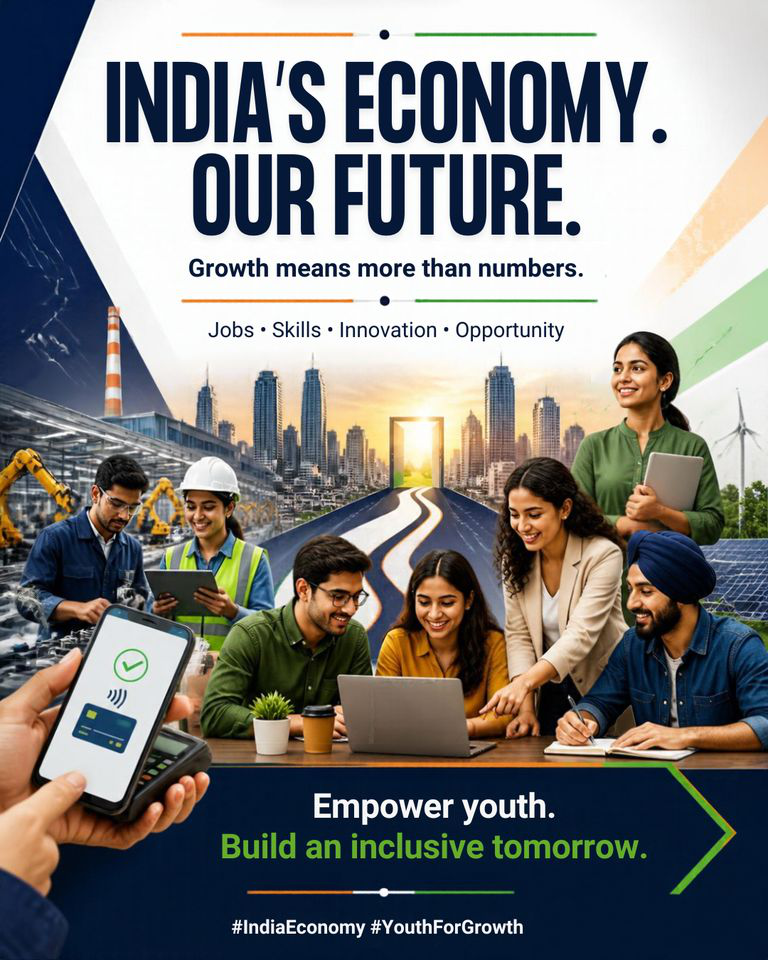 INDIA'S ECONOMY.
OUR FUTURE.
Growth means more than numbers.
Jobs • Skills • Innovation • Opportunity
Empower youth.
Build an inclusive tomorrow.
#IndiaEconomy #YouthForGrowth